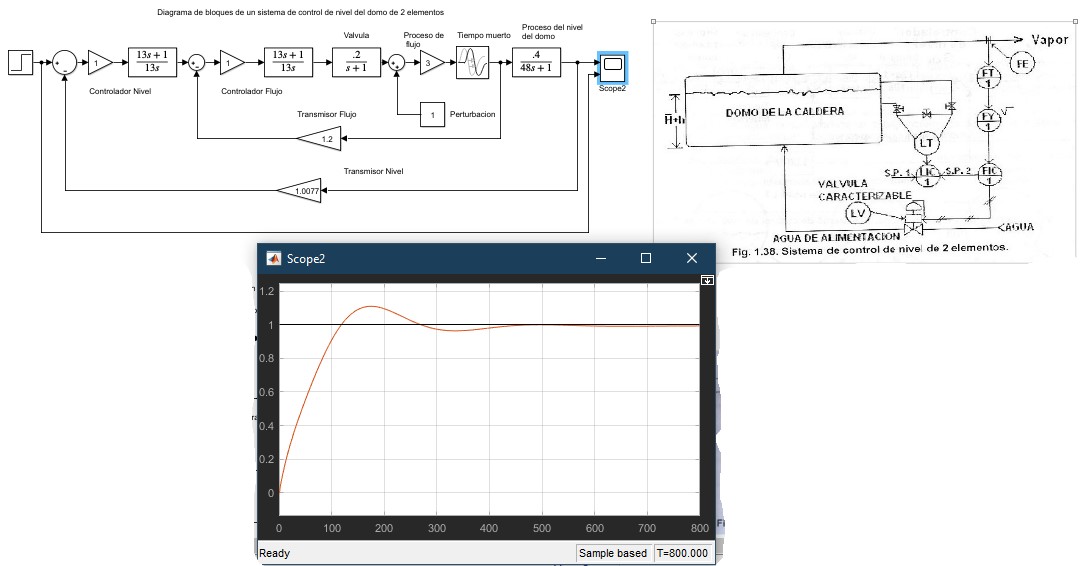 Diagrama de bloques de un sistema de control de nivel del domo de 2 elementos
Valvula
Proceso de
flujo
Tiempo muerto
Proceso del nivel
del domo
1
13s + 1
13s
1
13s + 1
13s
.2
s + 1
3
.4
48s + 1
Scope2
Controlador Nivel
Controlador Flujo
Transmisor Flujo
1
Perturbacion
1.2
Transmisor Nivel
1.0077
Vapor
FE
FT
1
FY
1
√
DOMO DE LA CALDERA
H+h
LT
S.P. 1
LIC
1
S.P. 2
FIC
1
VALVULA
CARACTERIZABLE
LV
AGUA
AGUA DE ALIMENTACION
Fig. 1.38. Sistema de control de nivel de 2 elementos.
Scope2
1.2
1
0.8
0.6
0.4
0.2
0
0 100 200 300 400 500 600 700 800
Ready
Sample based
T=800.000